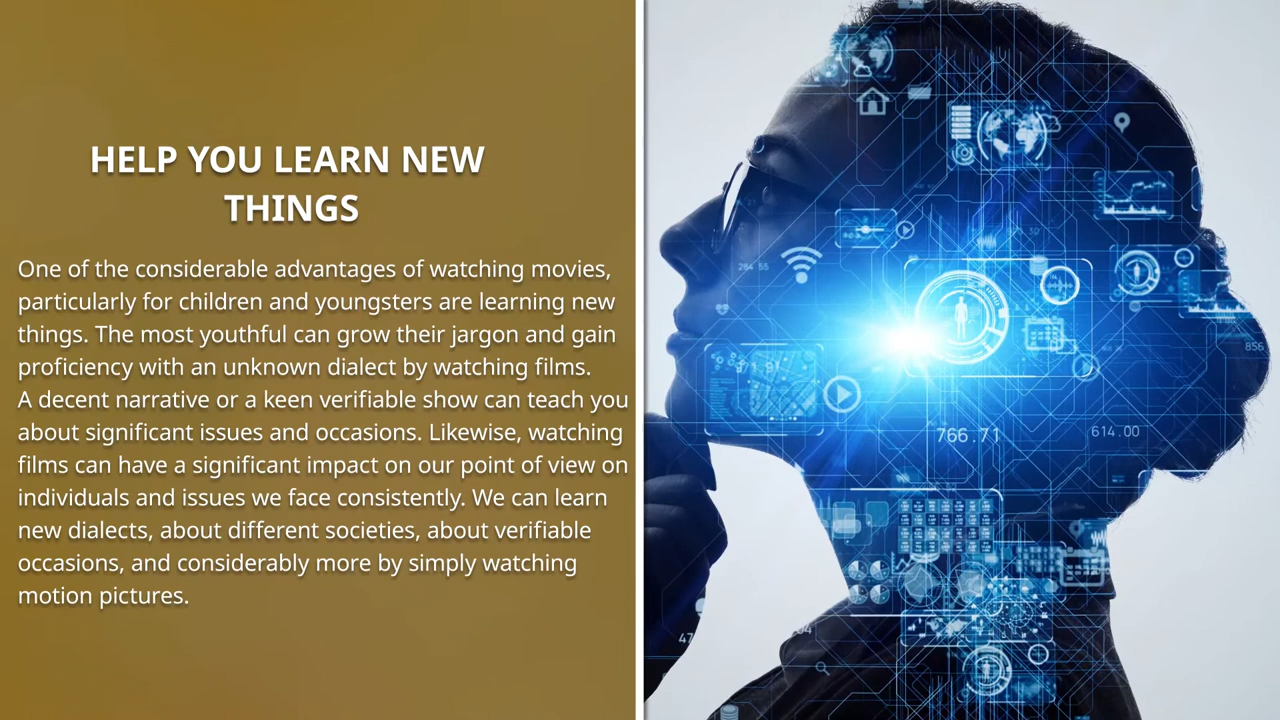 HELP YOU LEARN NEW
THINGS
One of the considerable advantages of watching movies,
particularly for children and youngsters are learning new
things. The most youthful can grow their jargon and gain
proficiency with an unknown dialect by watching films.
A decent narrative or a keen verifiable show can teach you
about significant issues and occasions. Likewise, watching
films can have a significant impact on our point of view on
individuals and issues we face consistently. We can learn
new dialects, about different societies, about verifiable
occasions, and considerably more by simply watching
motion pictures.
284 55
766.71
614.00
856
47